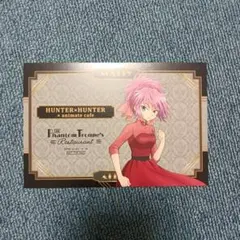 HUNTER×HUNTER
× animate cafe
The
Phantom Troupe's
Restaurant